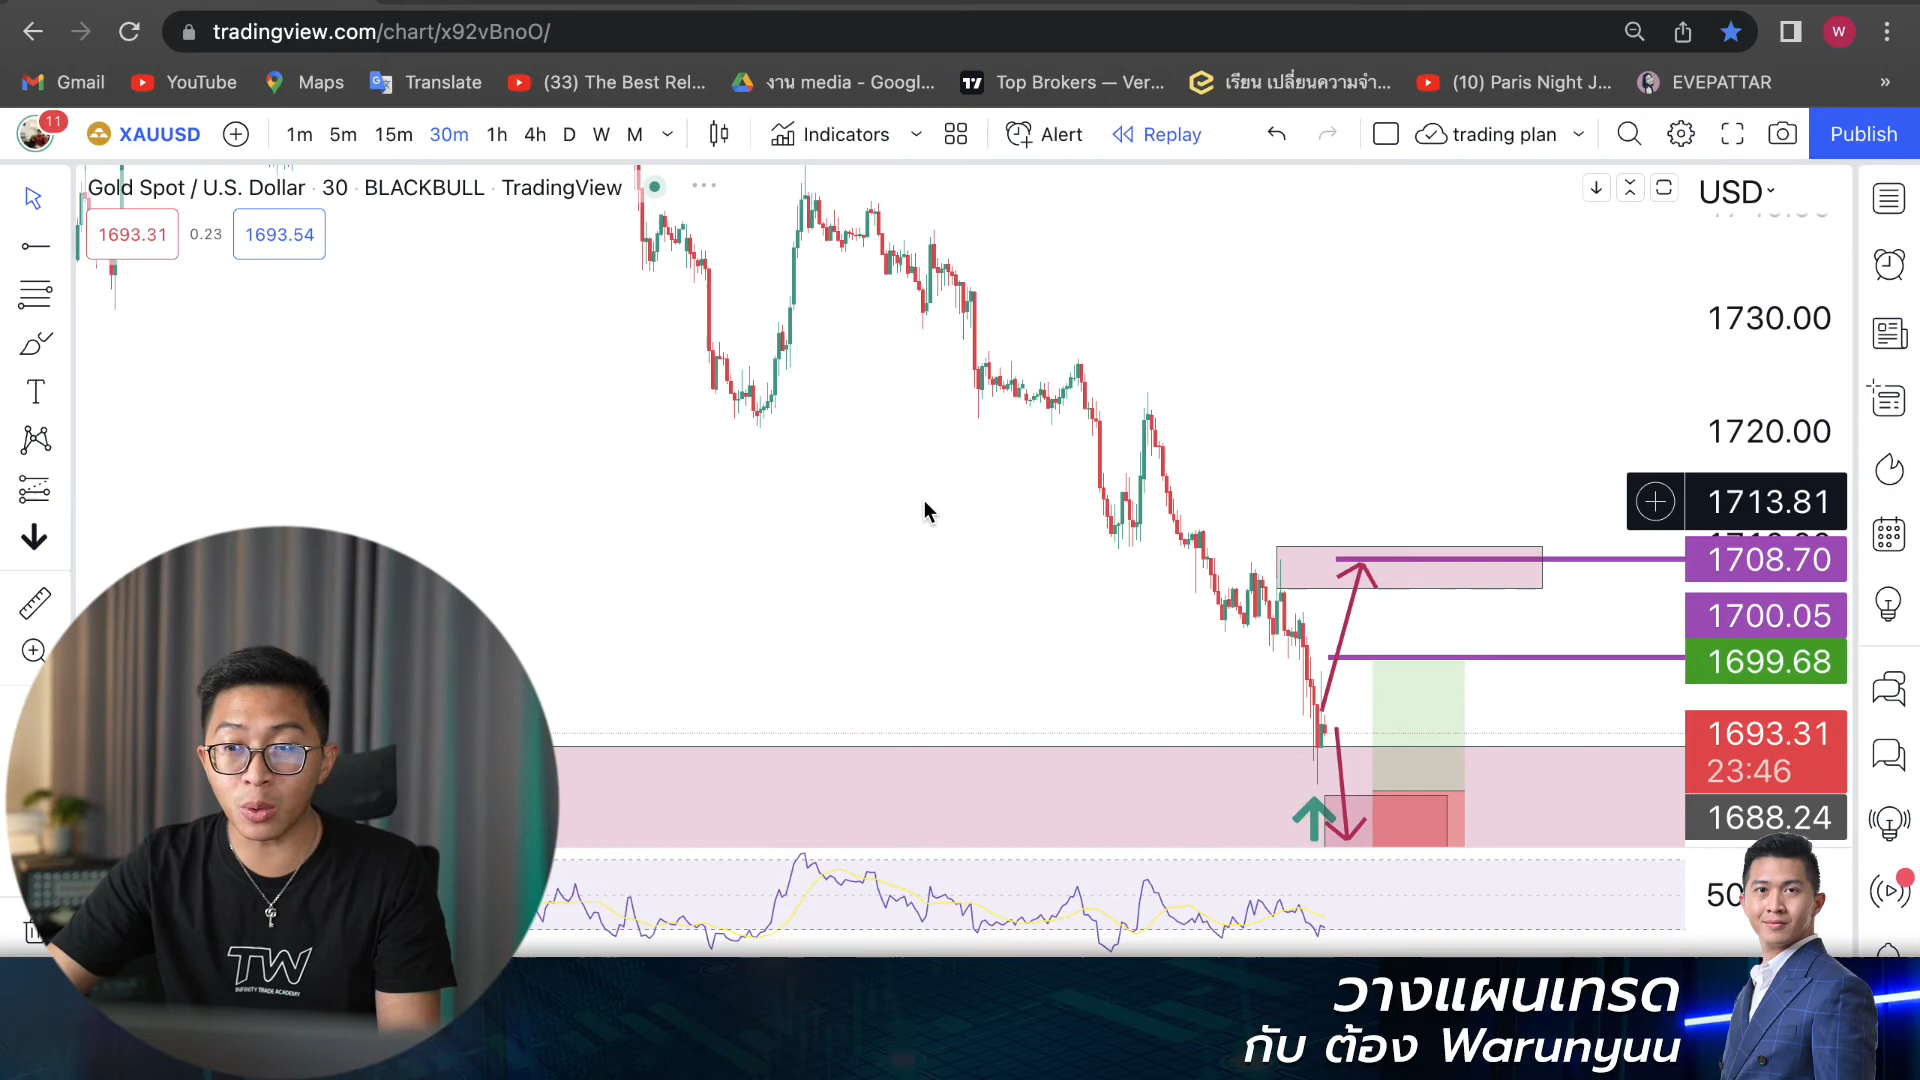 tradingview.com/chart/x92vBnoO/
W
Gmail YouTube Maps Translate (33) The Best Rel... งาน media - Googl... Top Brokers — Ver... เรียน เปลี่ยนความจำ... (10) Paris Night J... EVEPATTAR »
11 XAUUSD 1m 5m 15m 30m 1h 4h D W M Indicators Alert Replay trading plan Publish
Gold Spot / U.S. Dollar · 30 · BLACKBULL · TradingView ···
USD
1693.31 0.23 1693.54
1730.00
1720.00
1713.81
1708.70
1700.05
1699.68
1693.31
23:46
1688.24
50
TW
INFINITY TRADE ACADEMY
วางแผนเทรด
กับ ต้อง Warunyuu